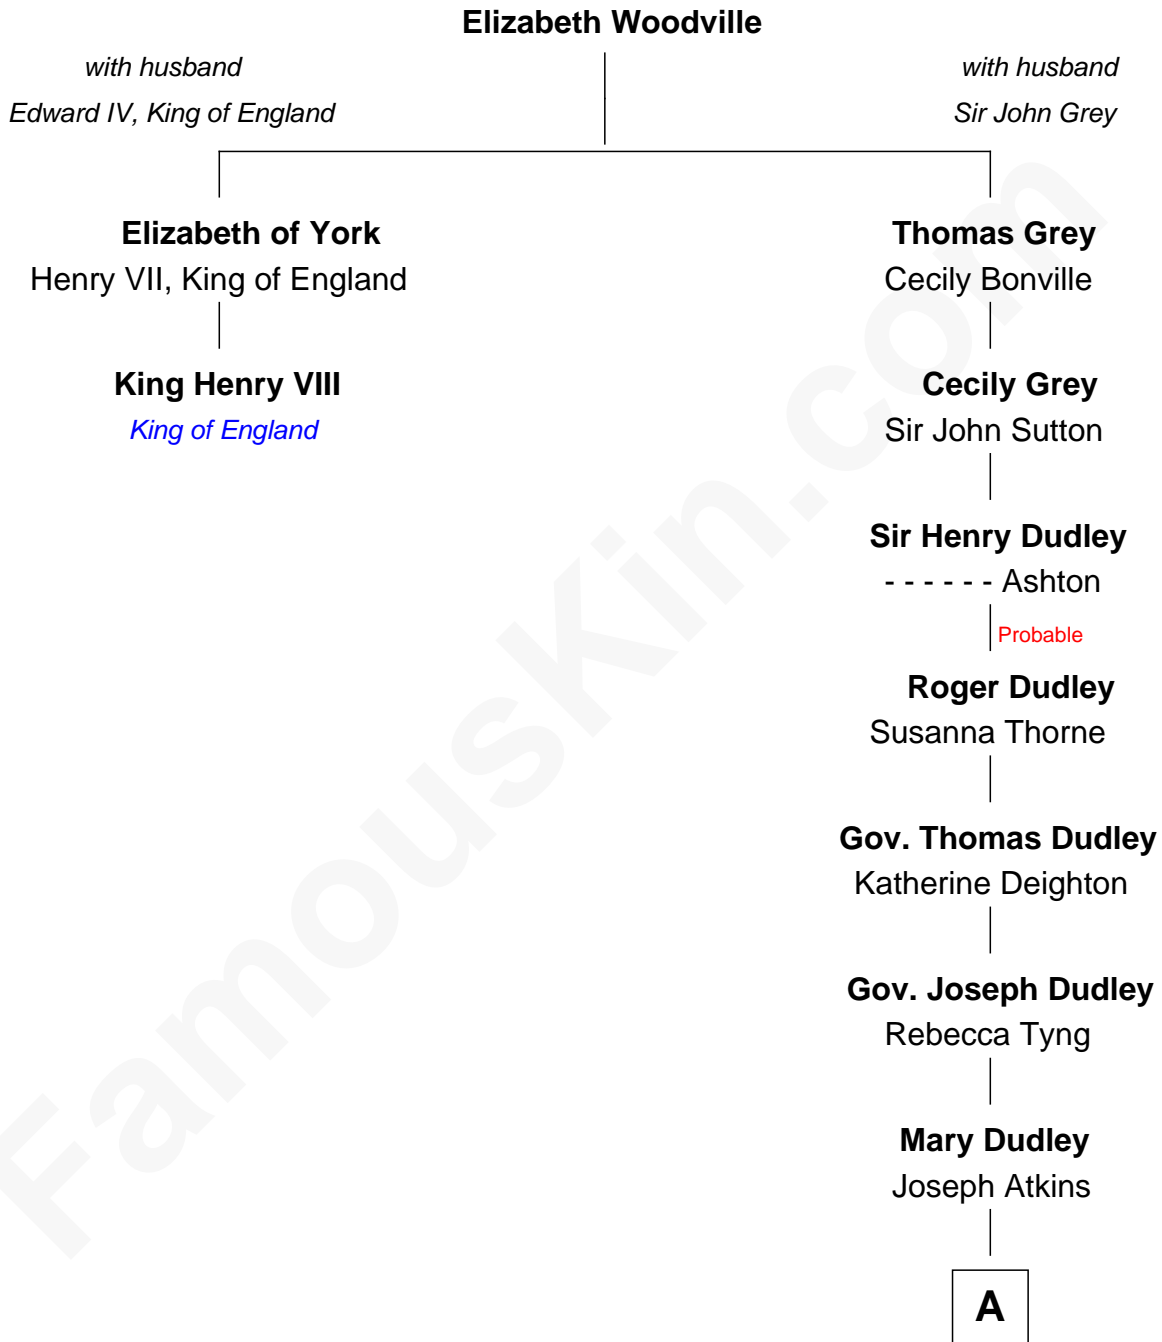 Elizabeth Woodville
with husband
Edward IV, King of England
with husband
Sir John Grey
Elizabeth of York
Henry VII, King of England
Thomas Grey
Cecily Bonville
King Henry VIII
King of England
Cecily Grey
Sir John Sutton
Sir Henry Dudley
- - - - - - Ashton
Probable
Roger Dudley
Susanna Thorne
Gov. Thomas Dudley
Katherine Deighton
Gov. Joseph Dudley
Rebecca Tyng
Mary Dudley
Joseph Atkins
A
FamousKin.com